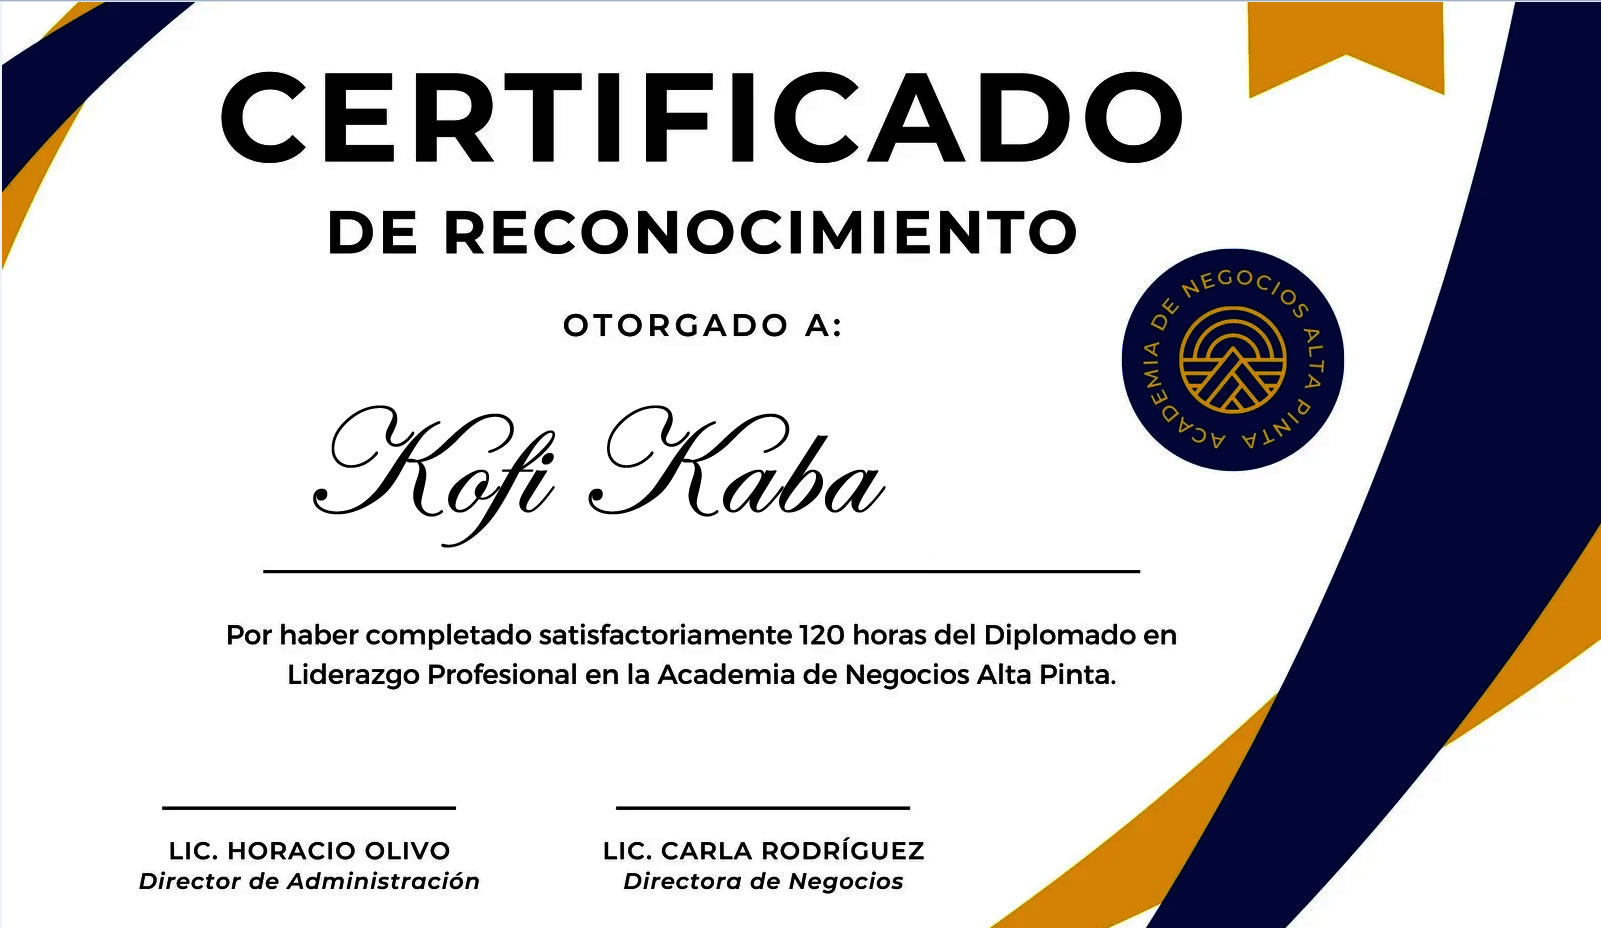 CERTIFICADO
DE RECONOCIMIENTO
OTORGADO A:
ACADEMIA DE NEGOCIOS ALTA PINTA
Kofi Kaba
Por haber completado satisfactoriamente 120 horas del Diplomado en
Liderazgo Profesional en la Academia de Negocios Alta Pinta.
LIC. HORACIO OLIVO
Director de Administración
LIC. CARLA RODRÍGUEZ
Directora de Negocios